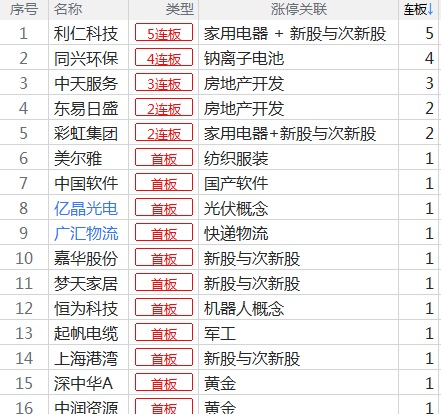 序号 名称 类型 涨停关联 连板↓
1 利仁科技 5连板 家用电器 + 新股与次新股 5
2 同兴环保 4连板 钠离子电池 4
3 中天服务 3连板 房地产开发 3
4 东易日盛 2连板 房地产开发 2
5 彩虹集团 2连板 家用电器+新股与次新股 2
6 美尔雅 首板 纺织服装 1
7 中国软件 首板 国产软件 1
8 亿晶光电 首板 光伏概念 1
9 广汇物流 首板 快递物流 1
10 嘉华股份 首板 新股与次新股 1
11 梦天家居 首板 新股与次新股 1
12 恒为科技 首板 机器人概念 1
13 起帆电缆 首板 军工 1
14 上海港湾 首板 新股与次新股 1
15 深中华A 首板 黄金 1
16 中润资源 首板 黄金 1